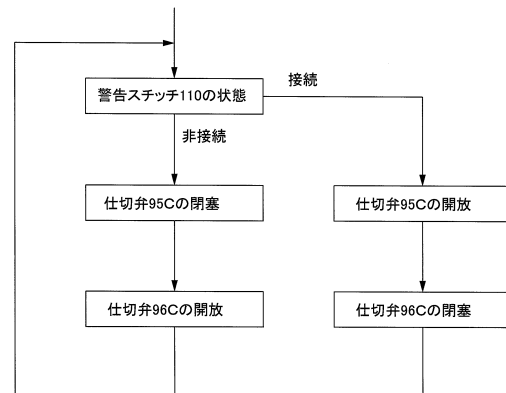 警告スチッチ110の状態
接続
非接続
仕切弁95Cの閉塞
仕切弁95Cの開放
仕切弁96Cの開放
仕切弁96Cの閉塞